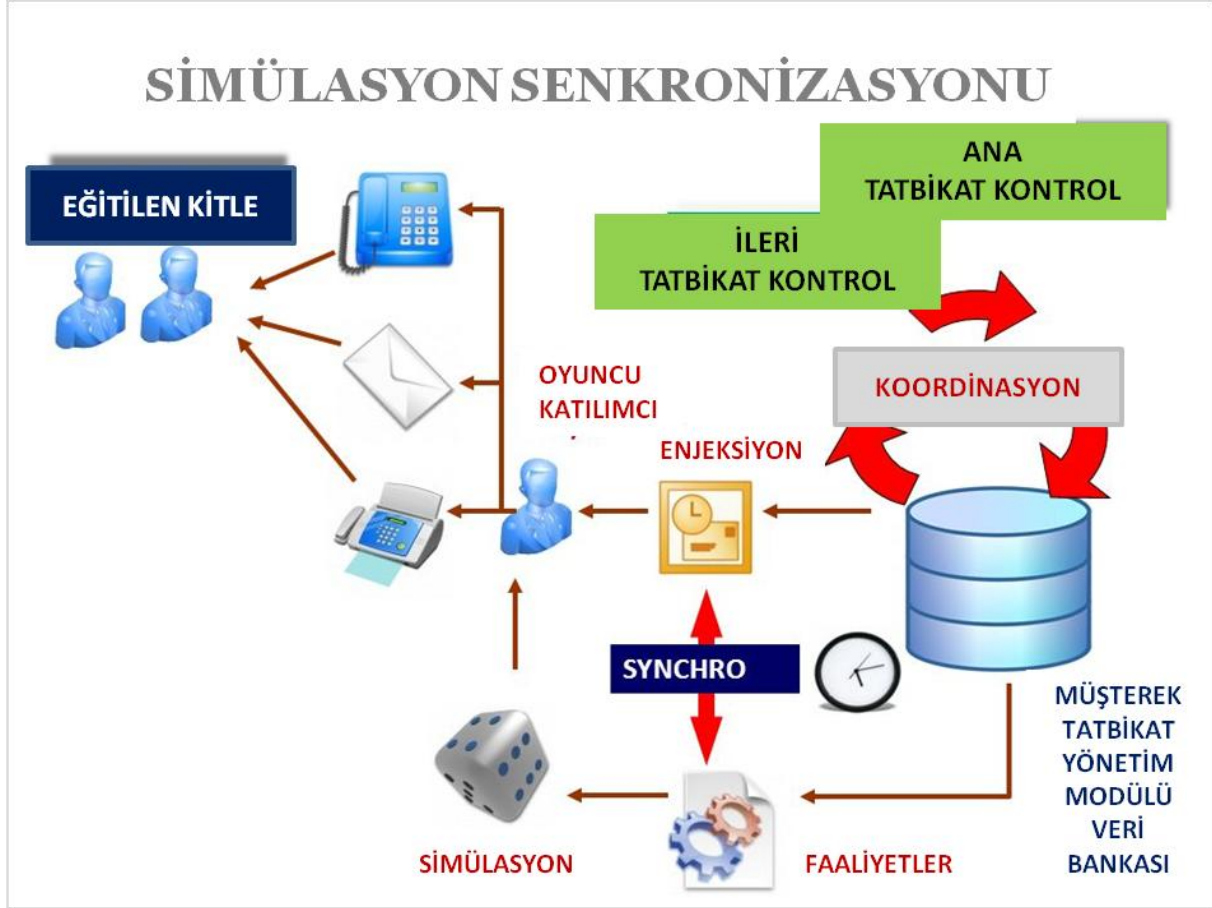 SİMÜLASYON SENKRONİZASYONU
ANA
TATBİKAT KONTROL
EĞİTİLEN KİTLE
İLERİ
TATBİKAT KONTROL
OYUNCU
KATILIMCI
KOORDİNASYON
ENJEKSİYON
SYNCHRO
MÜŞTEREK
TATBİKAT
YÖNETİM
MODÜLÜ
VERİ
BANKASI
SİMÜLASYON
FAALİYETLER